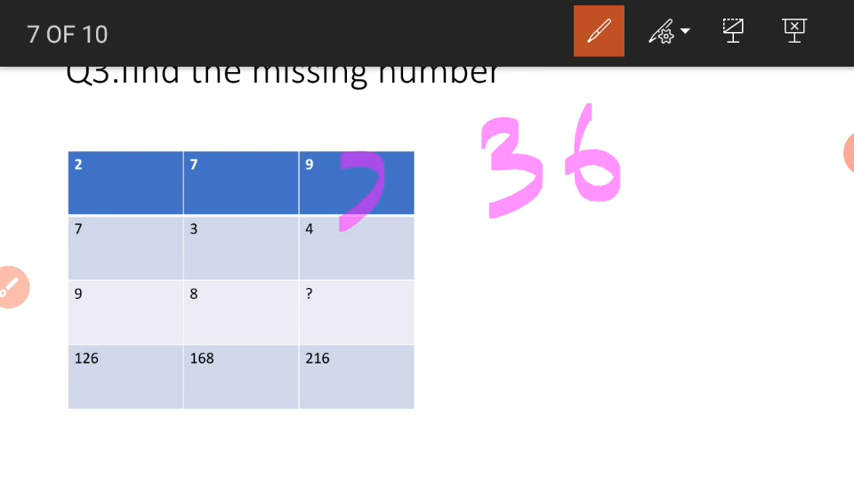 7 OF 10
Q3.find the missing number
36
2 7 9
7 3 4
9 8 ?
126 168 216